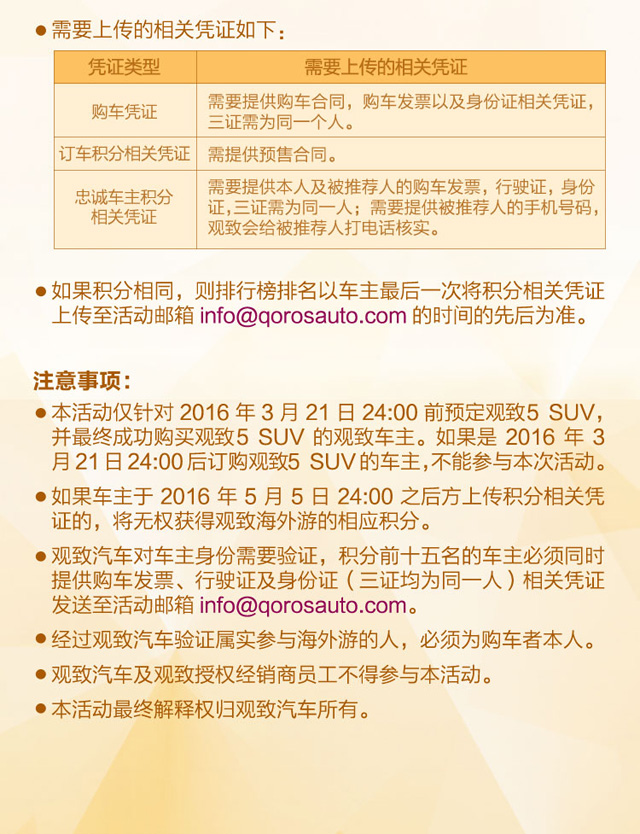 ●需要上传的相关凭证如下：
凭证类型 需要上传的相关凭证
购车凭证 需要提供购车合同，购车发票以及身份证相关凭证，
三证需为同一个人。
订车积分相关凭证 需提供预售合同。
忠诚车主积分
相关凭证
需要提供本人及被推荐人的购车发票，行驶证，身份
证，三证需为同一人；需要提供被推荐人的手机号码，
观致会给被推荐人打电话核实。
●如果积分相同，则排行榜排名以车主最后一次将积分相关凭证
上传至活动邮箱 info@qorosauto.com 的时间的先后为准。
注意事项：
●本活动仅针对 2016 年 3 月 21 日 24:00 前预定观致5 SUV，
并最终成功购买观致5 SUV 的观致车主。如果是 2016 年 3
月 21 日 24:00 后订购观致5 SUV 的车主，不能参与本次活动。
●如果车主于 2016 年 5 月 5 日 24:00 之后方上传积分相关凭
证的，将无权获得观致海外游的相应积分。
●观致汽车对车主身份需要验证，积分前十五名的车主必须同时
提供购车发票、行驶证及身份证（三证均为同一人）相关凭证
发送至活动邮箱 info@qorosauto.com。
●经过观致汽车验证属实参与海外游的人，必须为购车者本人。
●观致汽车及观致授权经销商员工不得参与本活动。
●本活动最终解释权归观致汽车所有。